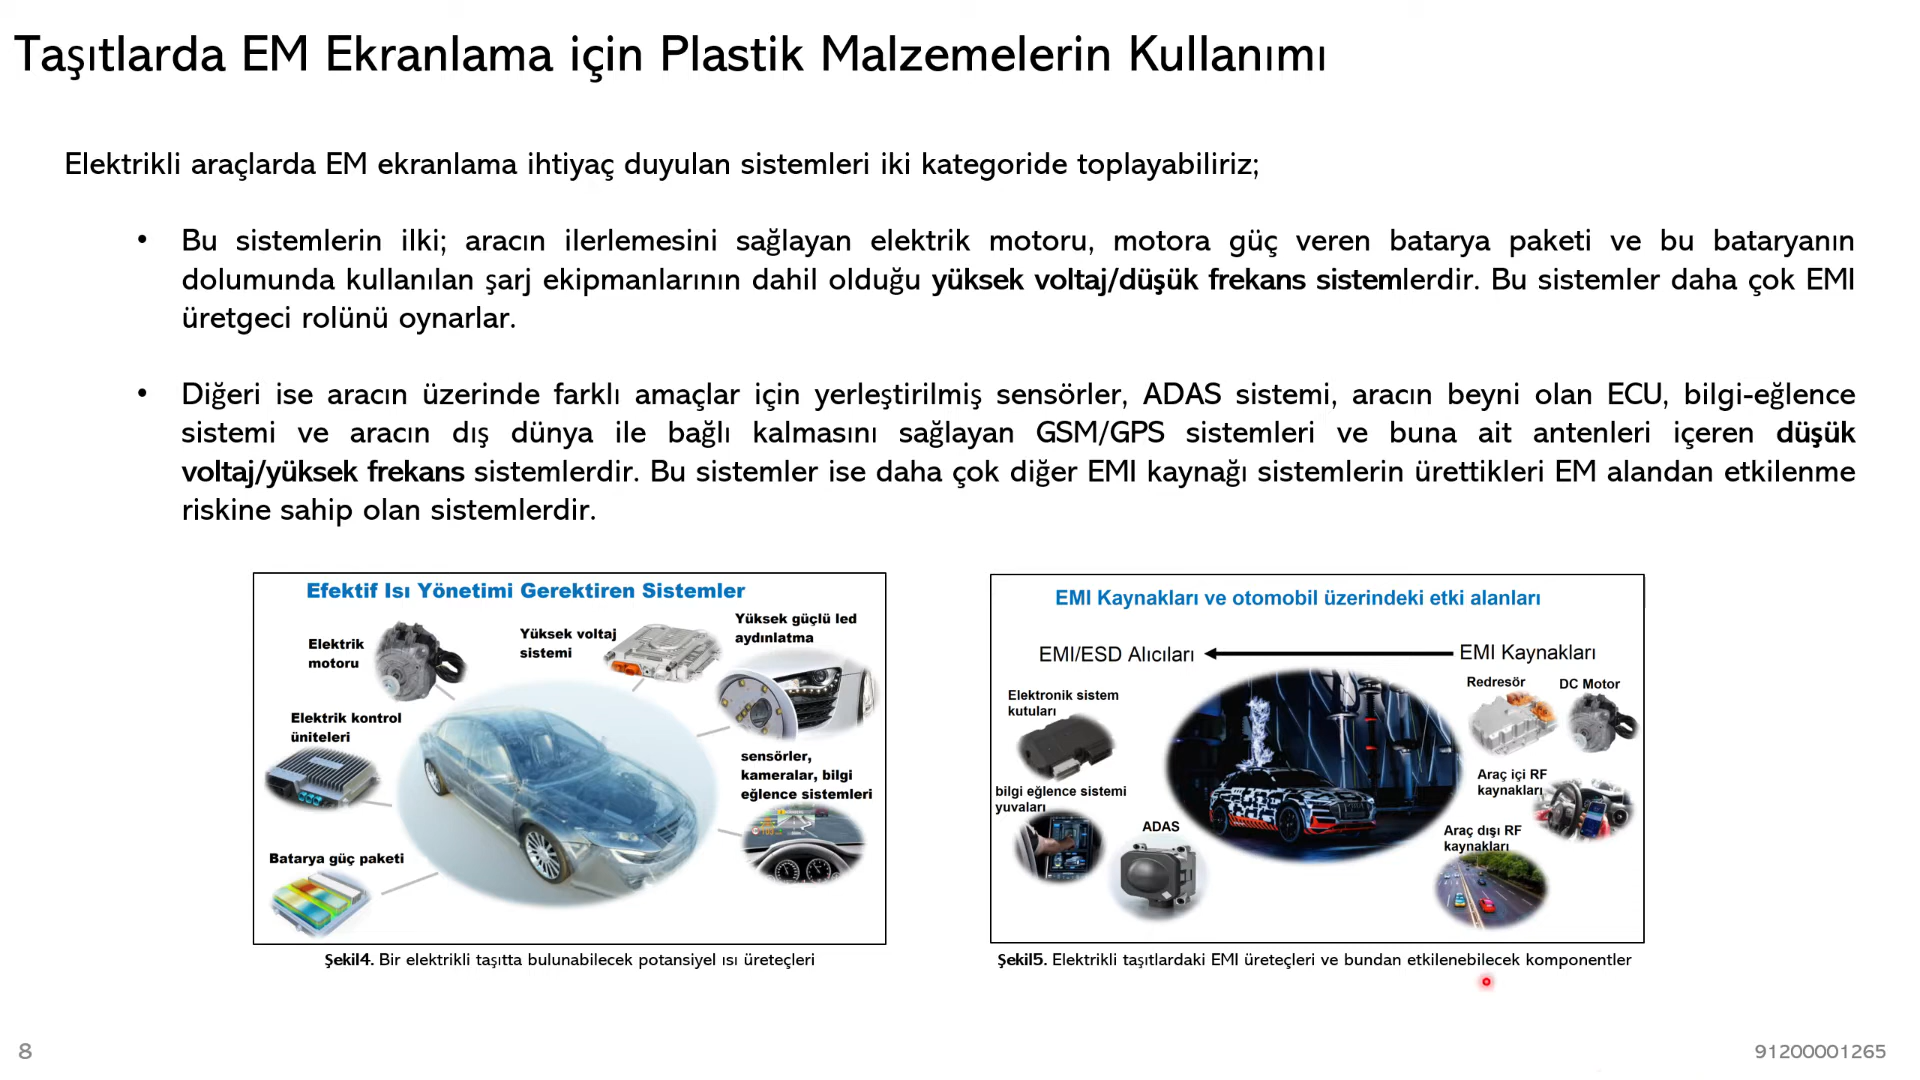 Taşıtlarda EM Ekranlama için Plastik Malzemelerin Kullanımı
Elektrikli araçlarda EM ekranlama ihtiyaç duyulan sistemleri iki kategoride toplayabiliriz;
• Bu sistemlerin ilki; aracın ilerlemesini sağlayan elektrik motoru, motora güç veren batarya paketi ve bu bataryanın
dolumunda kullanılan şarj ekipmanlarının dahil olduğu yüksek voltaj/düşük frekans sistemlerdir. Bu sistemler daha çok EMI
üretgeci rolünü oynarlar.
• Diğeri ise aracın üzerinde farklı amaçlar için yerleştirilmiş sensörler, ADAS sistemi, aracın beyni olan ECU, bilgi-eğlence
sistemi ve aracın dış dünya ile bağlı kalmasını sağlayan GSM/GPS sistemleri ve buna ait antenleri içeren düşük
voltaj/yüksek frekans sistemlerdir. Bu sistemler ise daha çok diğer EMI kaynağı sistemlerin ürettikleri EM alandan etkilenme
riskine sahip olan sistemlerdir.
Efektif Isı Yönetimi Gerektiren Sistemler
Elektrik
motoru
Yüksek voltaj
sistemi
Yüksek güçlü led
aydınlatma
Elektrik kontrol
üniteleri
sensörler,
kameralar, bilgi
eğlence sistemleri
Batarya güç paketi
Şekil4. Bir elektrikli taşıtta bulunabilecek potansiyel ısı üreteçleri
EMI Kaynakları ve otomobil üzerindeki etki alanları
EMI/ESD Alıcıları
EMI Kaynakları
Elektronik sistem
kutuları
Redresör
DC Motor
bilgi eğlence sistemi
yuvaları
Araç içi RF
kaynakları
ADAS
Araç dışı RF
kaynakları
Şekil5. Elektrikli taşıtlardaki EMI üreteçleri ve bundan etkilenebilecek komponentler
8
91200001265